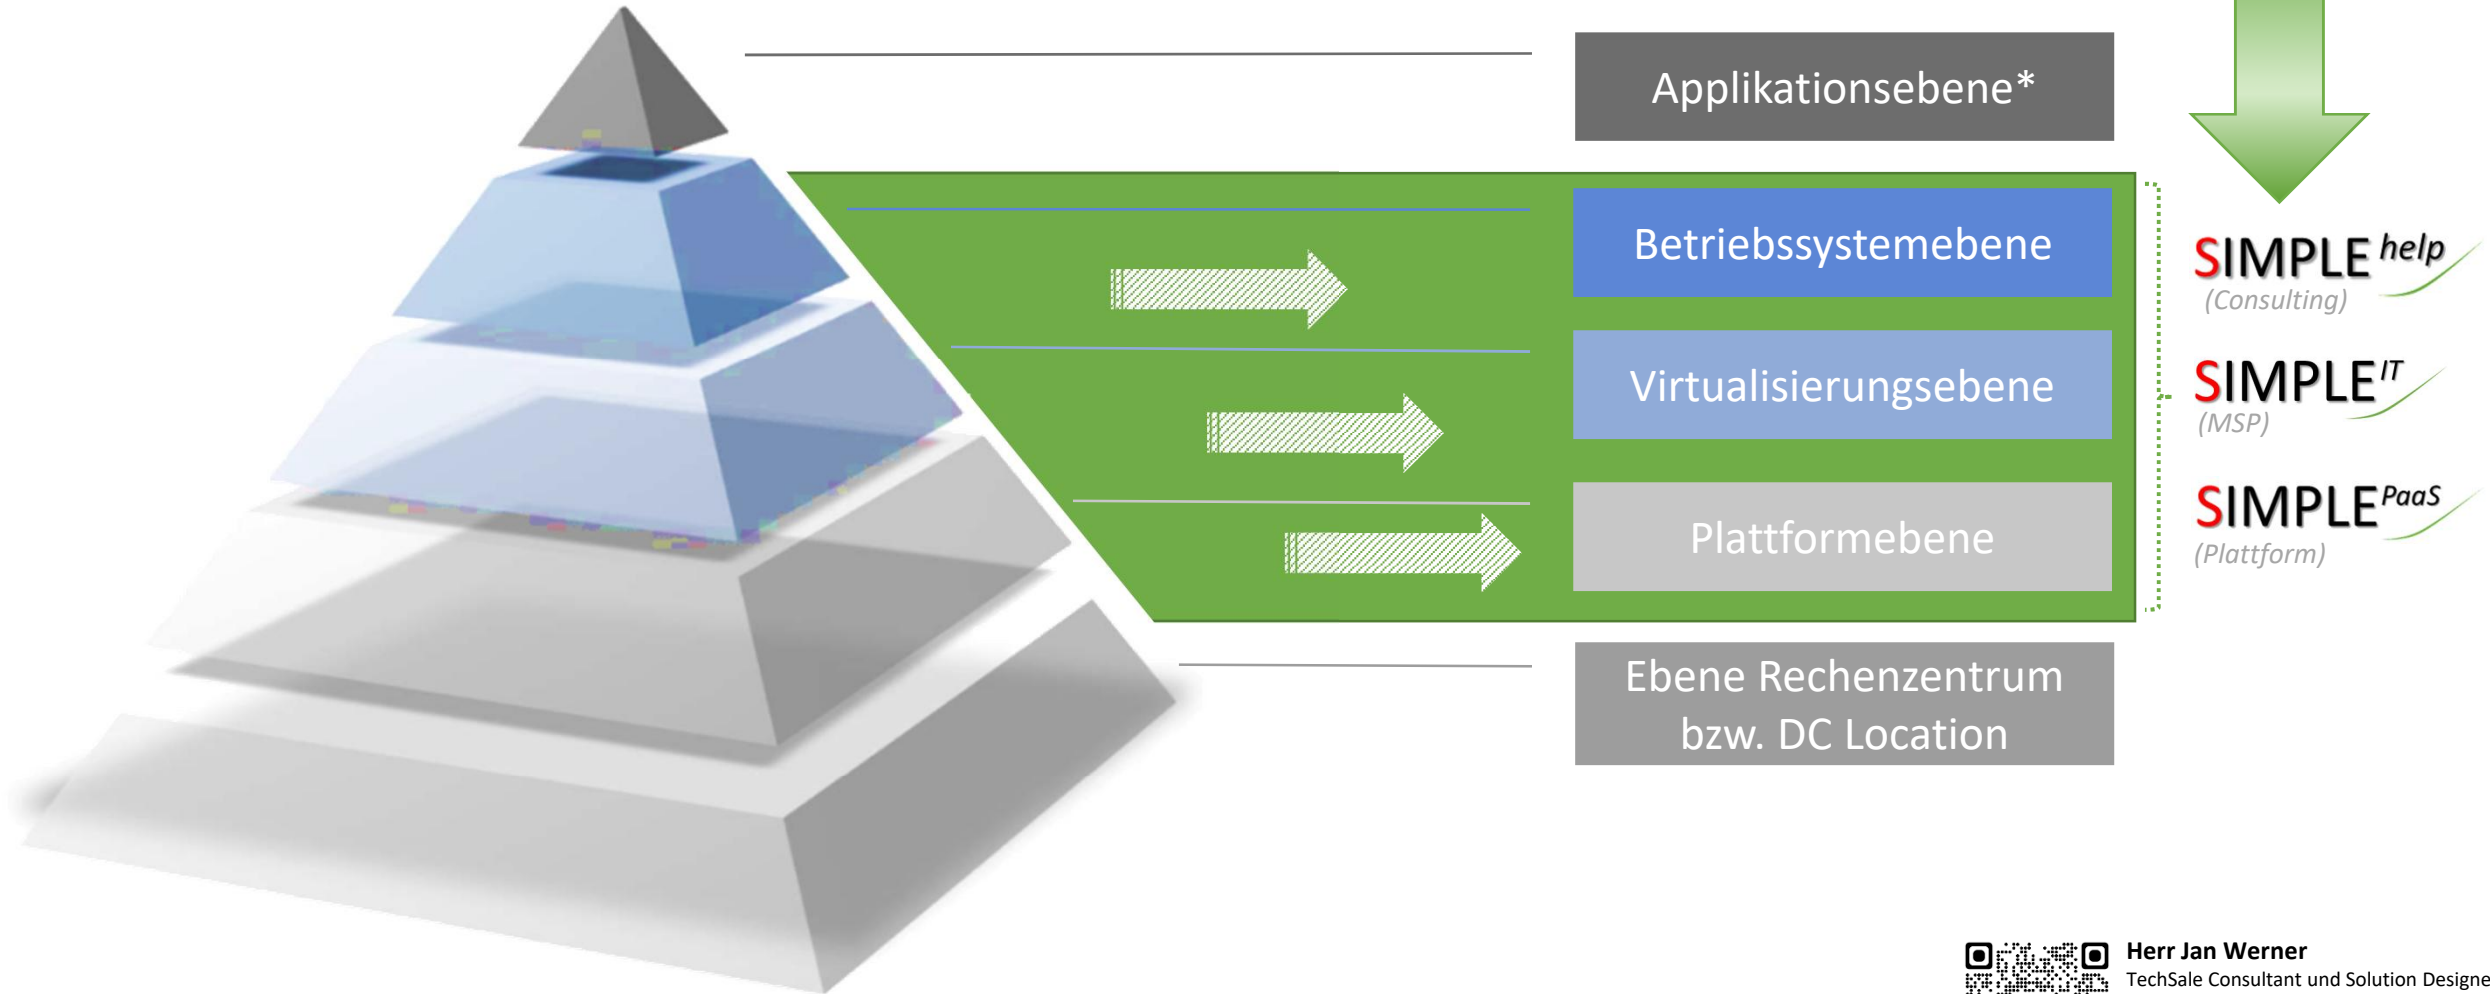 Applikationsebene*
Betriebssystemebene
Virtualisierungsebene
Plattformebene
Ebene Rechenzentrum
bzw. DC Location
SIMPLE help
(Consulting)
SIMPLE IT
(MSP)
SIMPLE PaaS
(Plattform)
Herr Jan Werner
TechSale Consultant und Solution Designe